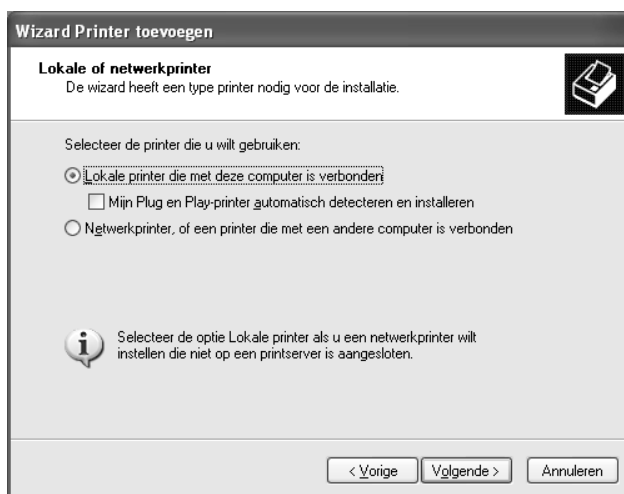 Wizard Printer toevoegen
Lokale of netwerkprinter
De wizard heeft een type printer nodig voor de installatie.
Selecteer de printer die u wilt gebruiken:
Lokale printer die met deze computer is verbonden
Mijn Plug en Play-printer automatisch detecteren en installeren
Netwerkprinter, of een printer die met een andere computer is verbonden
Selecteer de optie Lokale printer als u een netwerkprinter wilt
instellen die niet op een printserver is aangesloten.
< Vorige Volgende > Annuleren